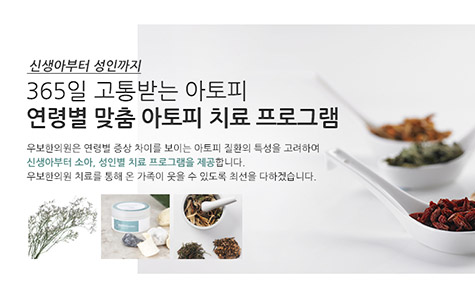 신생아부터 성인까지
365일 고통받는 아토피
연령별 맞춤 아토피 치료 프로그램
우보한의원은 연령별 증상 차이를 보이는 아토피 질환의 특성을 고려하여
신생아부터 소아, 성인별 치료 프로그램을 제공합니다.
우보한의원 치료를 통해 온 가족이 웃을 수 있도록 최선을 다하겠습니다.